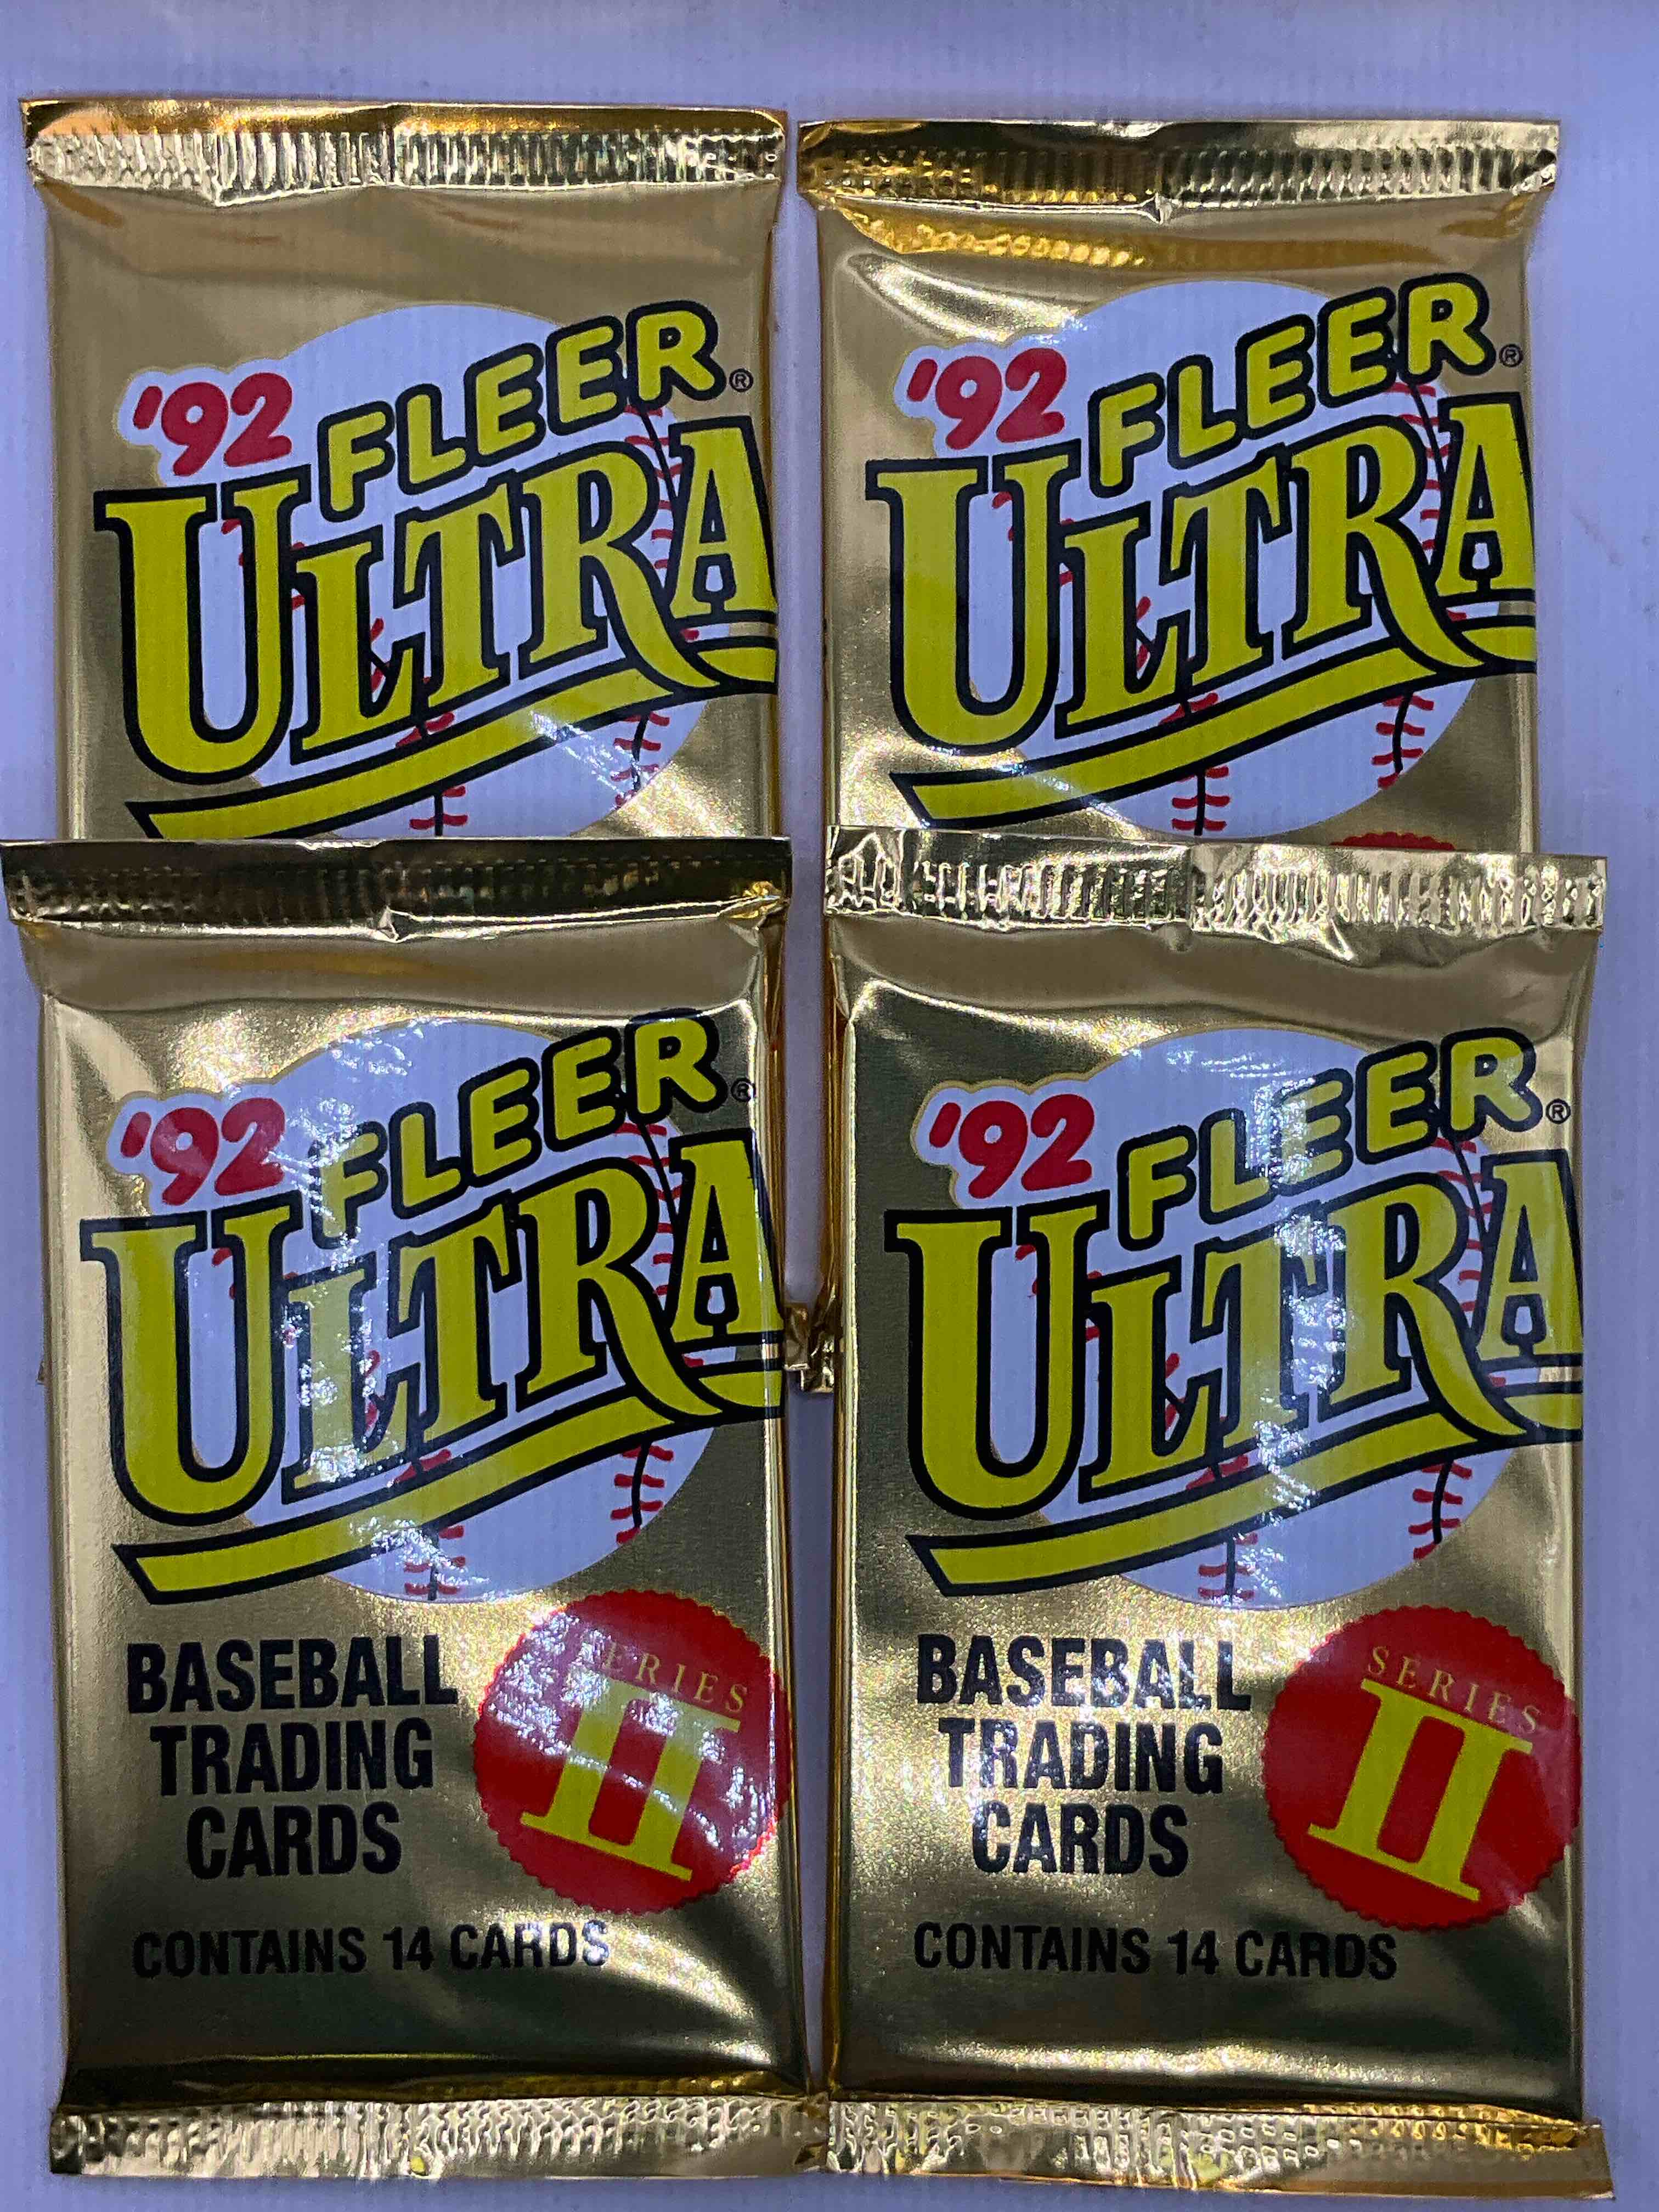 '92 FLEER®
ULTRA
'92 FLEER®
ULTRA
'92 FLEER®
ULTRA
BASEBALL
TRADING
CARDS
SERIES
II
CONTAINS 14 CARDS
'92 FLEER®
ULTRA
BASEBALL
TRADING
CARDS
SERIES
II
CONTAINS 14 CARDS